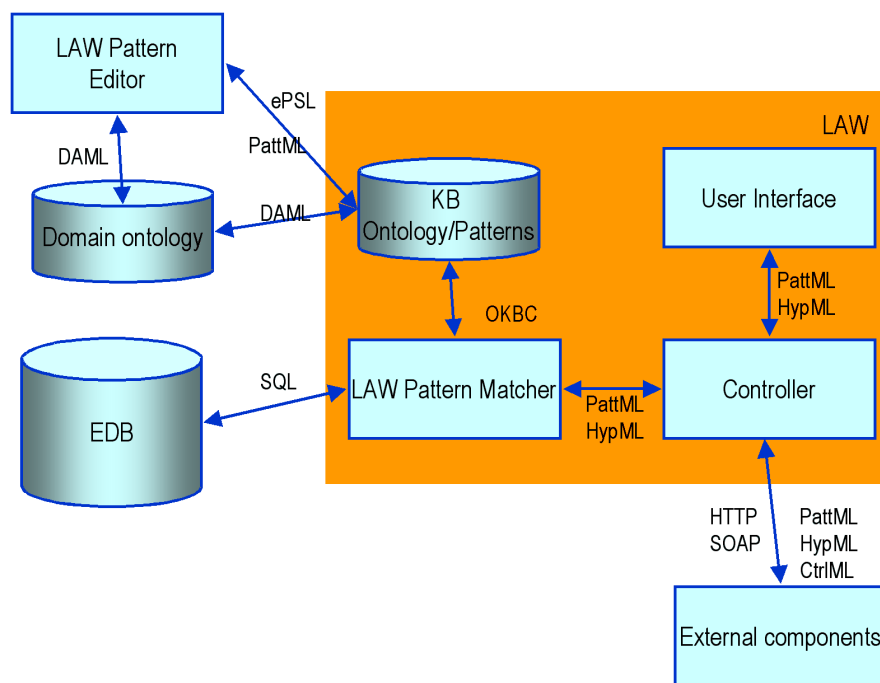 LAW Pattern
Editor
ePSL
PattML
DAML
LAW
KB
Ontology/Patterns
User Interface
DAML
Domain ontology
PattML
HypML
OKBC
SQL
LAW Pattern Matcher
Controller
PattML
HypML
EDB
HTTP
SOAP
PattML
HypML
CtrlML
External components